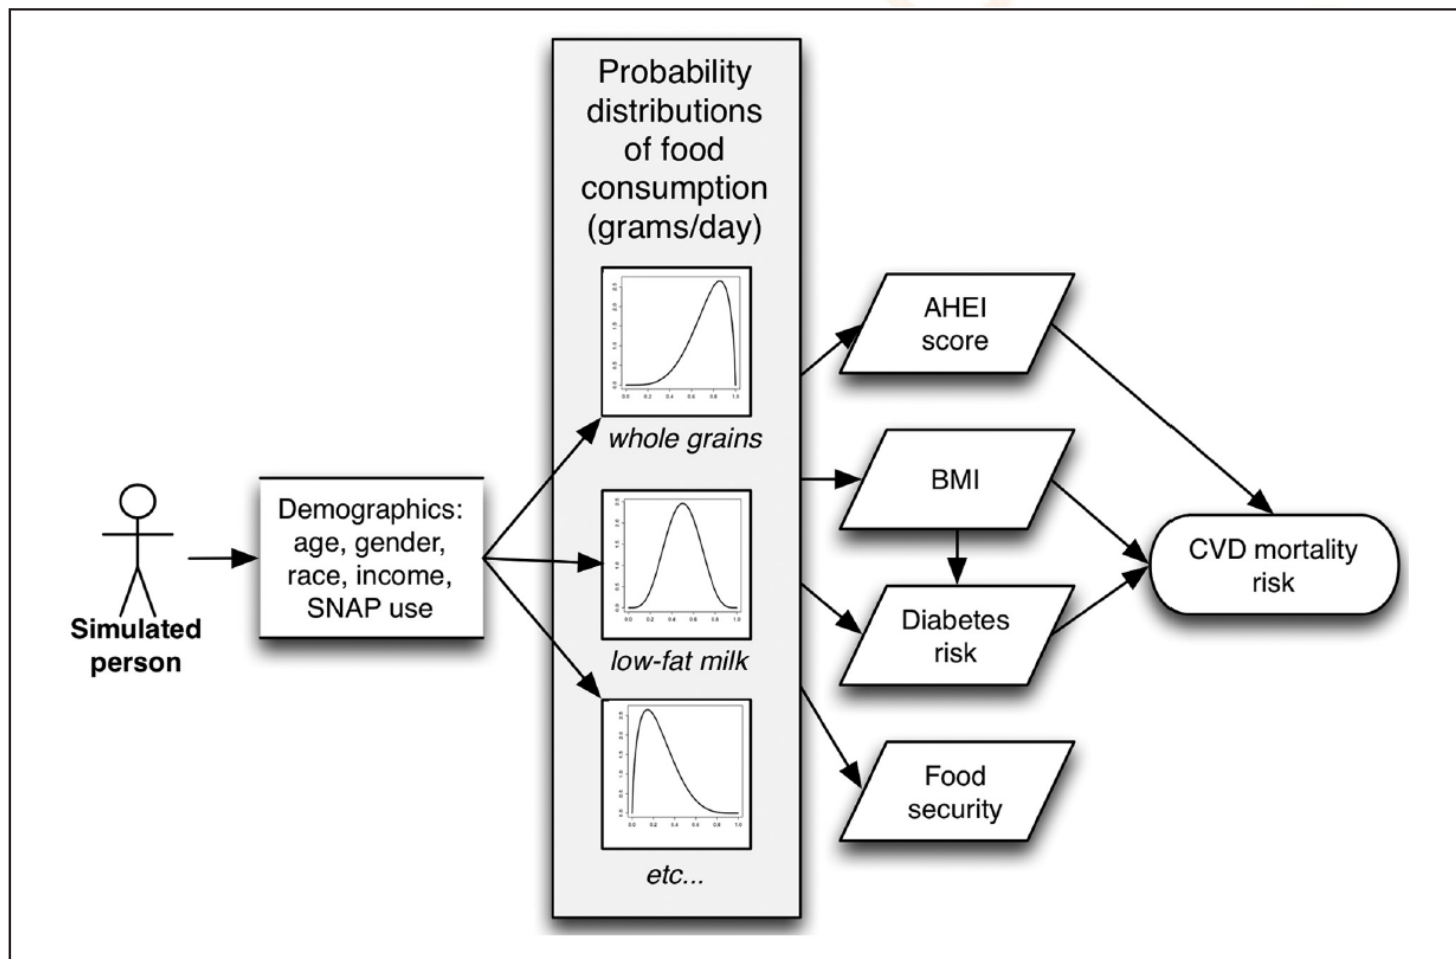 Probability
distributions
of food
consumption
(grams/day)
whole grains
low-fat milk
etc...
Simulated
person
Demographics:
age, gender,
race, income,
SNAP use
AHEI
score
BMI
Diabetes
risk
Food
security
CVD mortality
risk